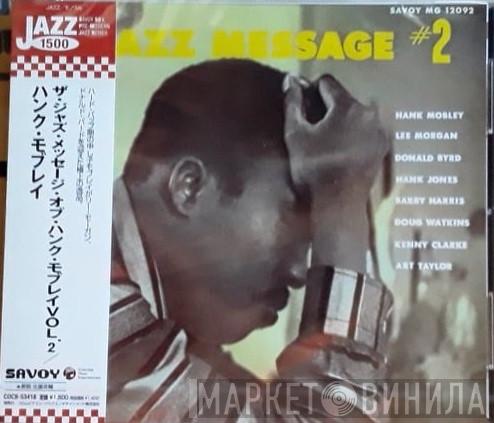 JAZZ
1500
SAVOY MG 12092
JAZZ MESSAGE #2
HANK MOBLEY
LEE MORGAN
DONALD BYRD
HANK JONES
BARRY HARRIS
DOUG WATKINS
KENNY CLARKE
ART TAYLOR
ザ・ジャズ・メッセージ・オブ・ハンク・モブレイVOL.2/
ハンク・モブレイ
SAVOY
COCB-53418
МАРКЕТ ВИНИЛА